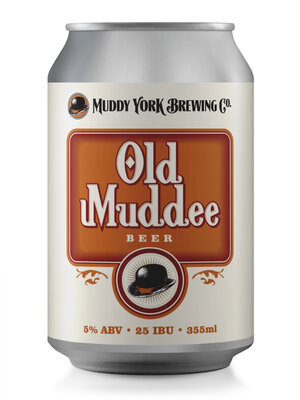 MUDDY YORK BREWING CO.
Old
Muddee
BEER
5% ABV • 25 IBU • 355ml